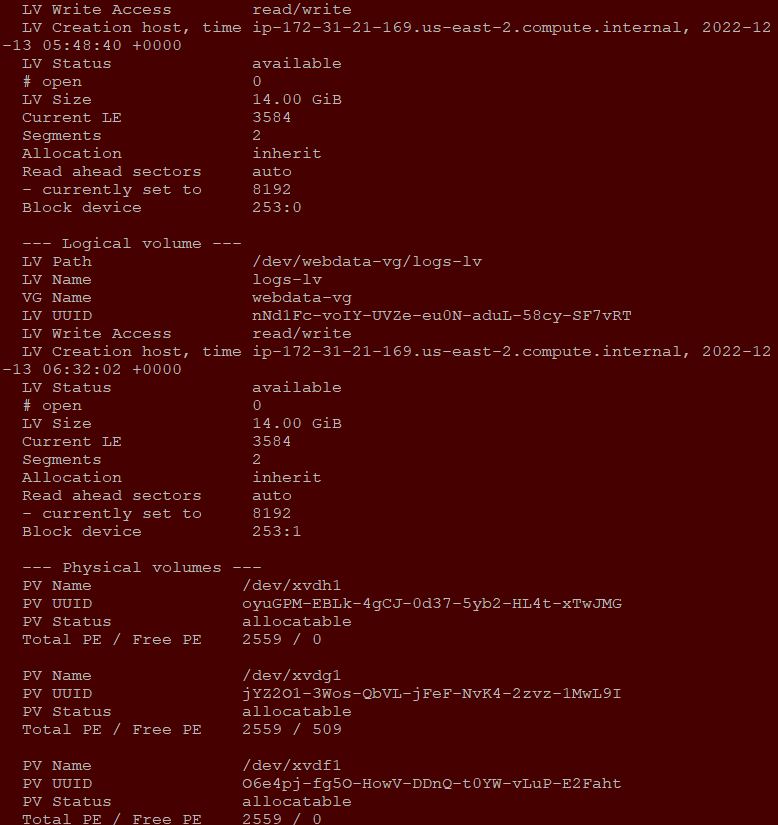 LV Write Access        read/write
LV Creation host, time ip-172-31-21-169.us-east-2.compute.internal, 2022-12
-13 05:48:40 +0000
LV Status              available
# open                 0
LV Size                14.00 GiB
Current LE             3584
Segments               2
Allocation             inherit
Read ahead sectors     auto
- currently set to     8192
Block device           253:0
--- Logical volume ---
LV Path                /dev/webdata-vg/logs-lv
LV Name                logs-lv
VG Name                webdata-vg
LV UUID                nNd1Fc-voIY-UVZe-eu0N-aduL-58cy-SF7vRT
LV Write Access        read/write
LV Creation host, time ip-172-31-21-169.us-east-2.compute.internal, 2022-12
-13 06:32:02 +0000
LV Status              available
# open                 0
LV Size                14.00 GiB
Current LE             3584
Segments               2
Allocation             inherit
Read ahead sectors     auto
- currently set to     8192
Block device           253:1
--- Physical volumes ---
PV Name               /dev/xvdh1
PV UUID               oyuGPM-EBLk-4gCJ-0d37-5yb2-HL4t-xTwJMG
PV Status             allocatable
Total PE / Free PE    2559 / 0
PV Name               /dev/xvdg1
PV UUID               jYZ2O1-3Wos-QbVL-jFeF-NvK4-2zvz-1MwL9I
PV Status             allocatable
Total PE / Free PE    2559 / 509
PV Name               /dev/xvdf1
PV UUID               O6e4pj-fg5O-HowV-DDnQ-t0YW-vLuP-E2Faht
PV Status             allocatable
Total PE / Free PE    2559 / 0